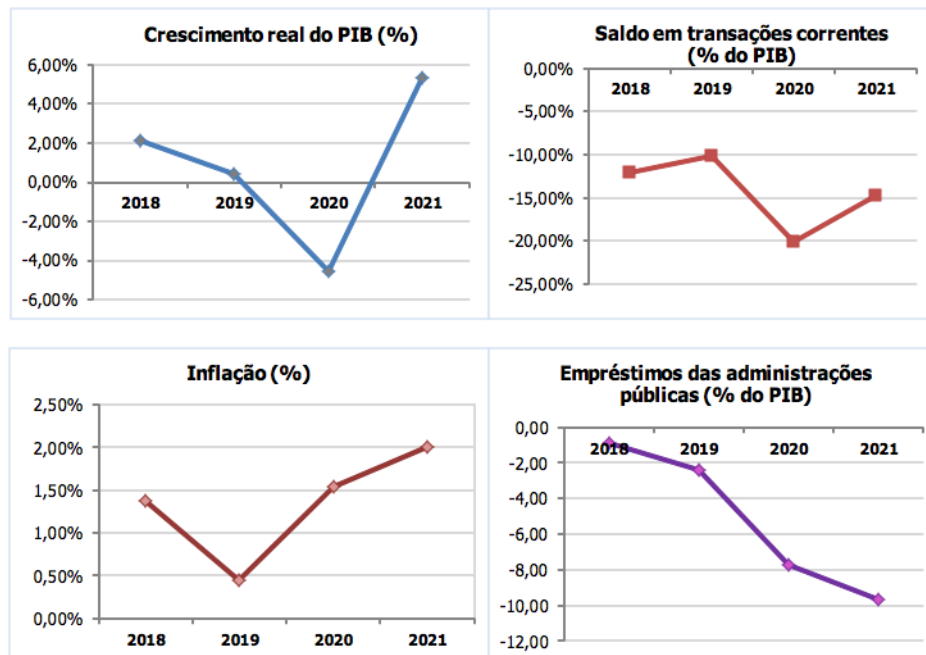 Crescimento real do PIB (%)
6,00%
4,00%
2,00%
0,00%
-2,00%
-4,00%
-6,00%
2018 2019 2020 2021
Saldo em transações correntes
(% do PIB)
0,00%
-5,00%
-10,00%
-15,00%
-20,00%
-25,00%
2018 2019 2020 2021
Inflação (%)
2,50%
2,00%
1,50%
1,00%
0,50%
0,00%
2018 2019 2020 2021
Empréstimos das administrações
públicas (% do PIB)
0,00
-2,00
-4,00
-6,00
-8,00
-10,00
-12,00
2018 2019 2020 2021